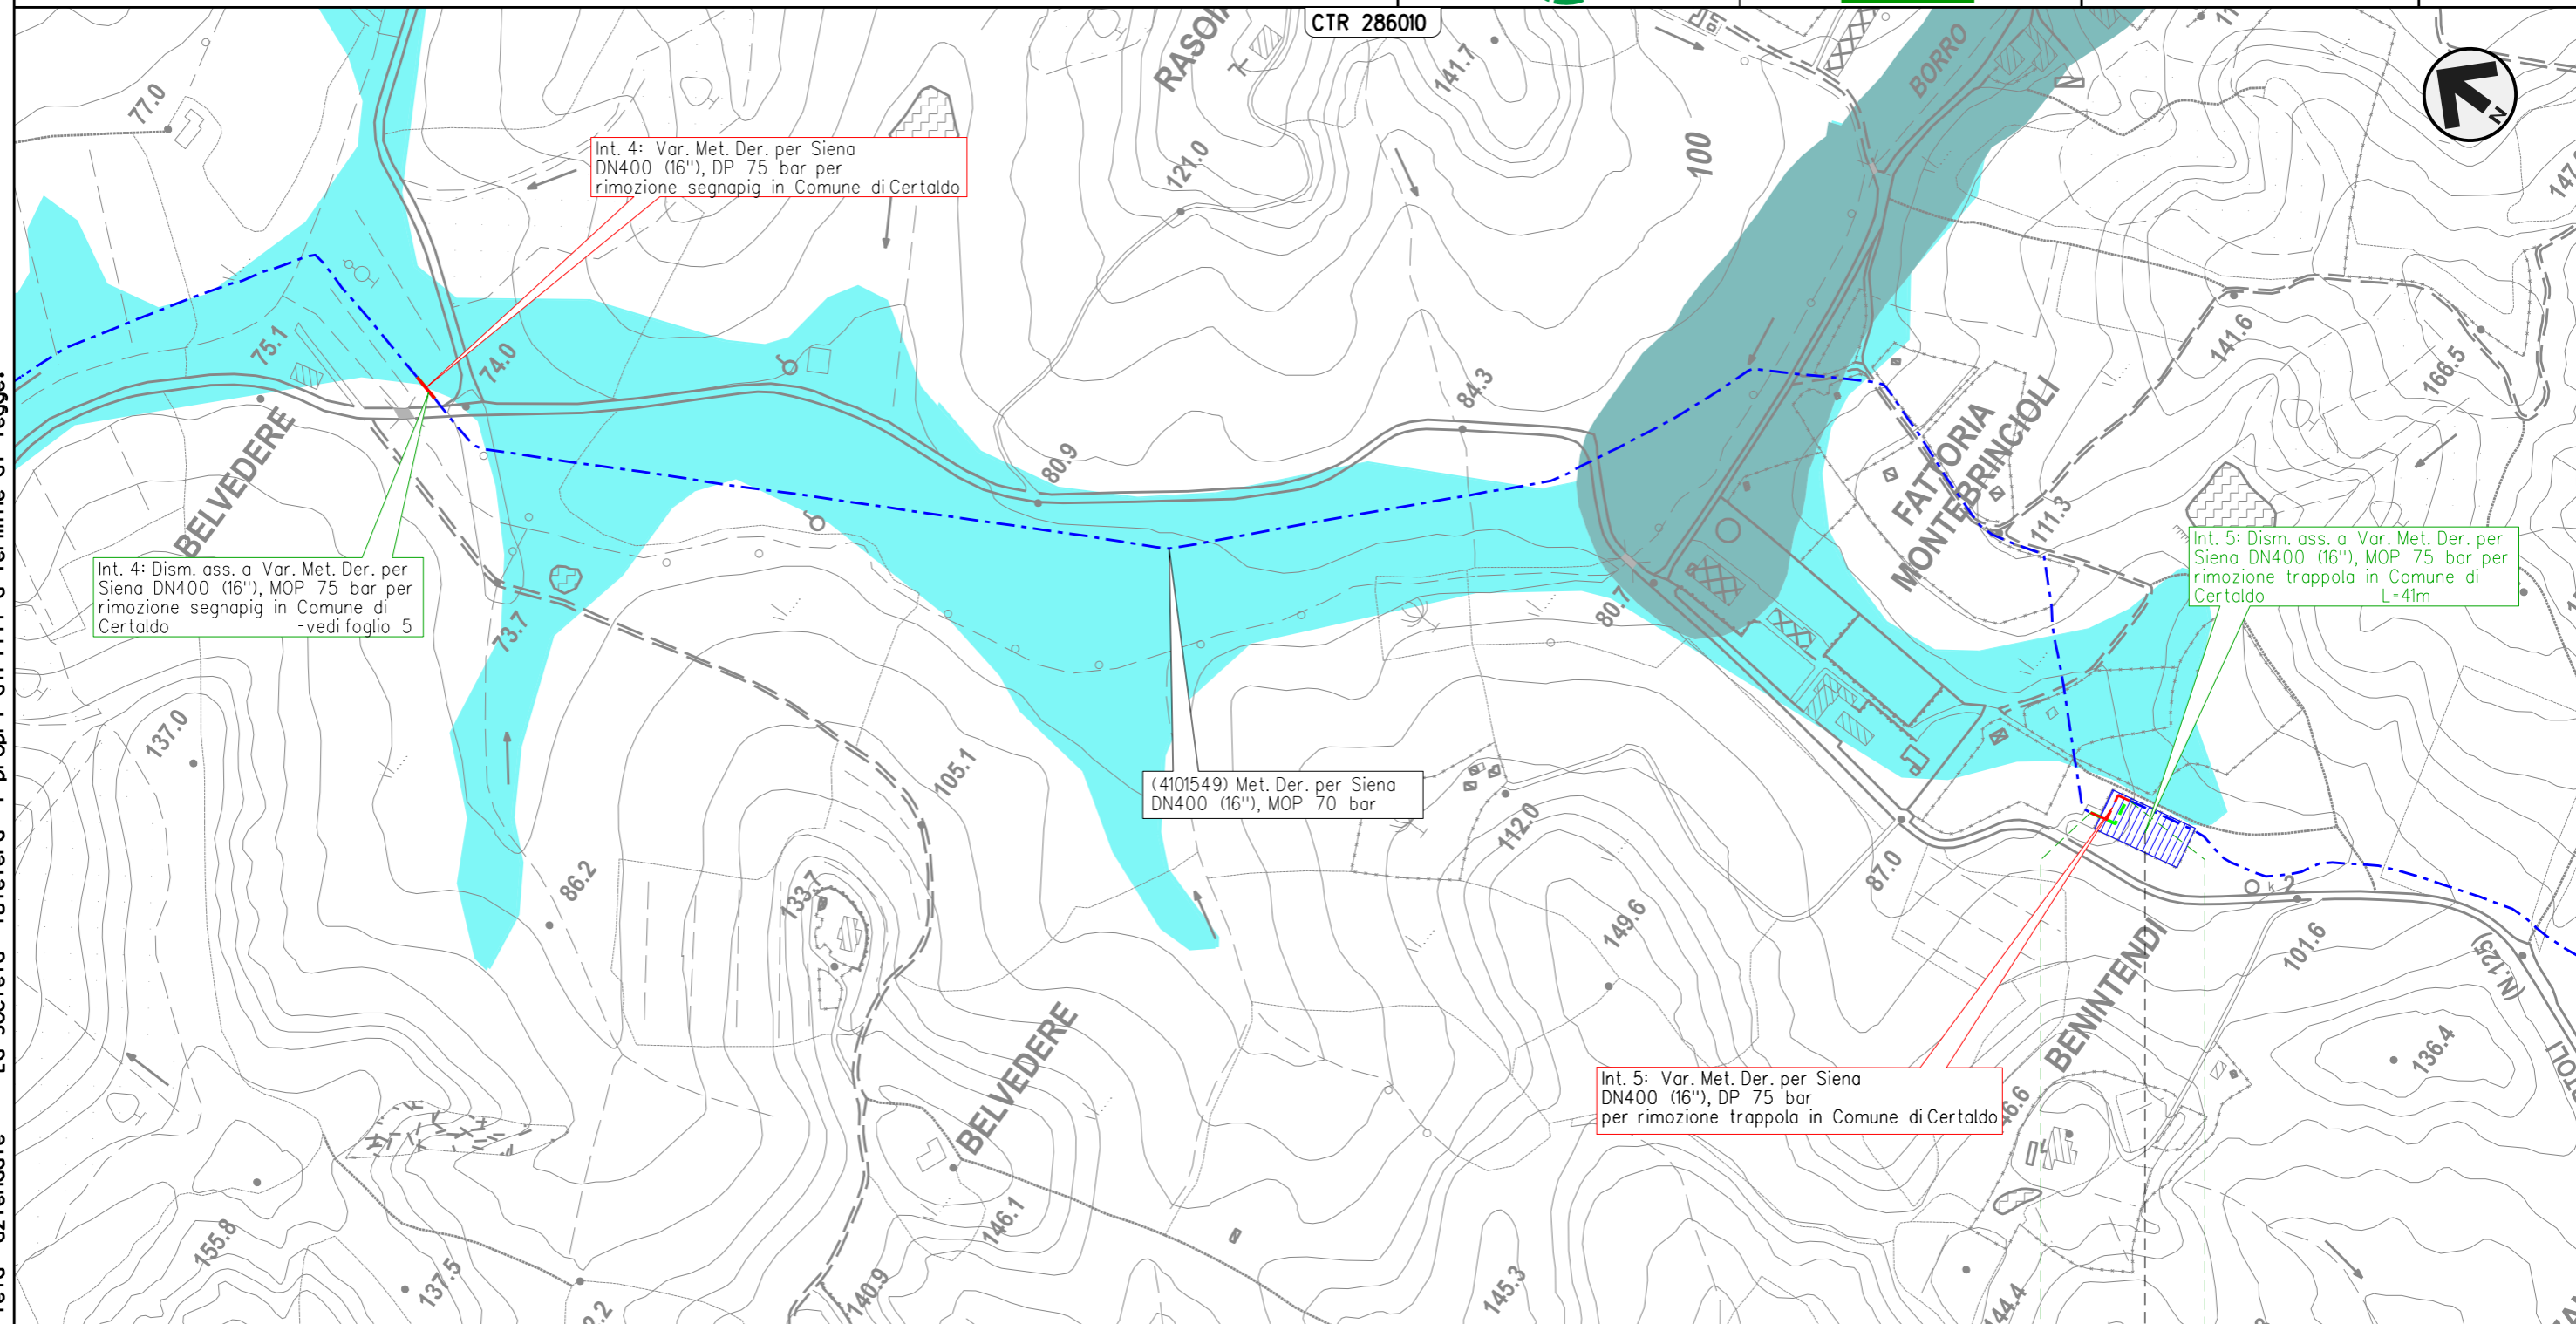 CTR 286010
RASOIA
BORRO
77.0
141.7
N
Int. 4: Var. Met. Der. per Siena
DN400 (16"), DP 75 bar per
rimozione segnapig in Comune di Certaldo
121.0
100
75.1
74.0
84.3
141.6
166.5
BELVEDERE
80.9
FATTORIA
MONTEBRINCIOLI
111.3
Int. 5: Dism. ass. a Var. Met. Der. per
Siena DN400 (16"), MOP 75 bar per
rimozione trappola in Comune di
Certaldo L=41m
Int. 4: Dism. ass. a Var. Met. Der. per
Siena DN400 (16"), MOP 75 bar per
rimozione segnapig in Comune di
Certaldo -vedi foglio 5
73.7
80.7
137.0
105.1
(4101549) Met. Der. per Siena
DN400 (16"), MOP 70 bar
112.0
86.2
133.7
87.0
k 2
149.6
101.6
(N.125)
BENINTENDI
BELVEDERE
136.4
Int. 5: Var. Met. Der. per Siena
DN400 (16"), DP 75 bar
per rimozione trappola in Comune di Certaldo
146.1
155.8
137.5
140.9
145.3